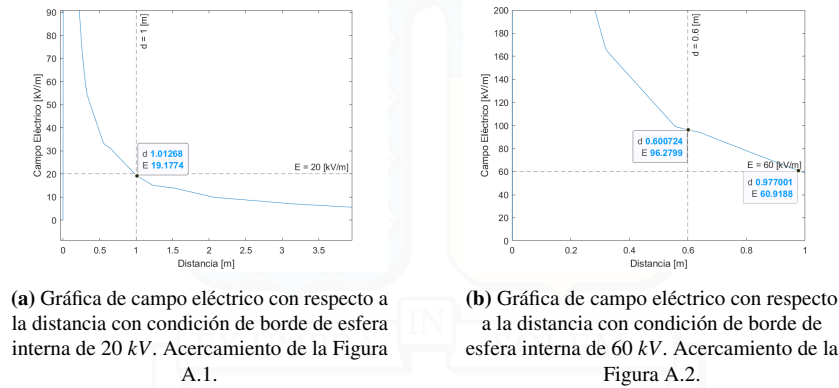 90
80
70
60
50
40
30
20
10
0
Campo Eléctrico [kV/m]
d = 1 [m]
d 1.01268
E 19.1774
E = 20 [kV/m]
0 0.5 1 1.5 2 2.5 3 3.5
Distancia [m]
(a) Gráfica de campo eléctrico con respecto a
la distancia con condición de borde de esfera
interna de 20 kV. Acercamiento de la Figura
A.1.
200
180
160
140
120
100
80
60
40
20
0
Campo Eléctrico [kV/m]
d = 0.6 [m]
d 0.600724
E 96.2799
E = 60 [kV/m]
d 0.977001
E 60.9188
0 0.2 0.4 0.6 0.8 1
Distancia [m]
(b) Gráfica de campo eléctrico con respecto
a la distancia con condición de borde de
esfera interna de 60 kV. Acercamiento de la
Figura A.2.
IN